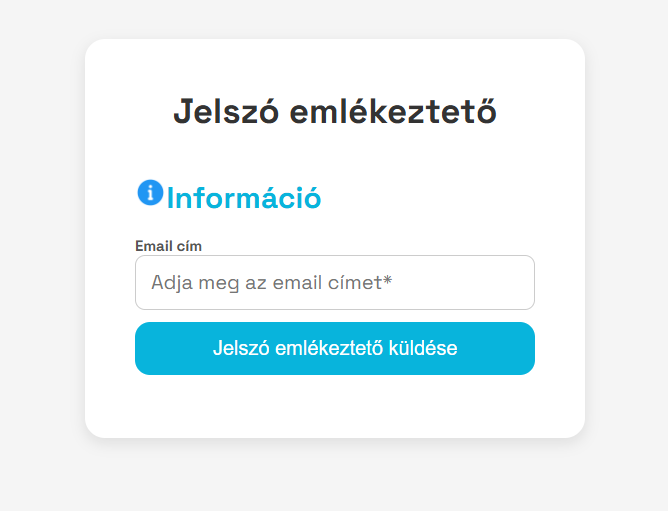 Jelszó emlékeztető
Információ
Email cím
Adja meg az email címet*
Jelszó emlékeztető küldése